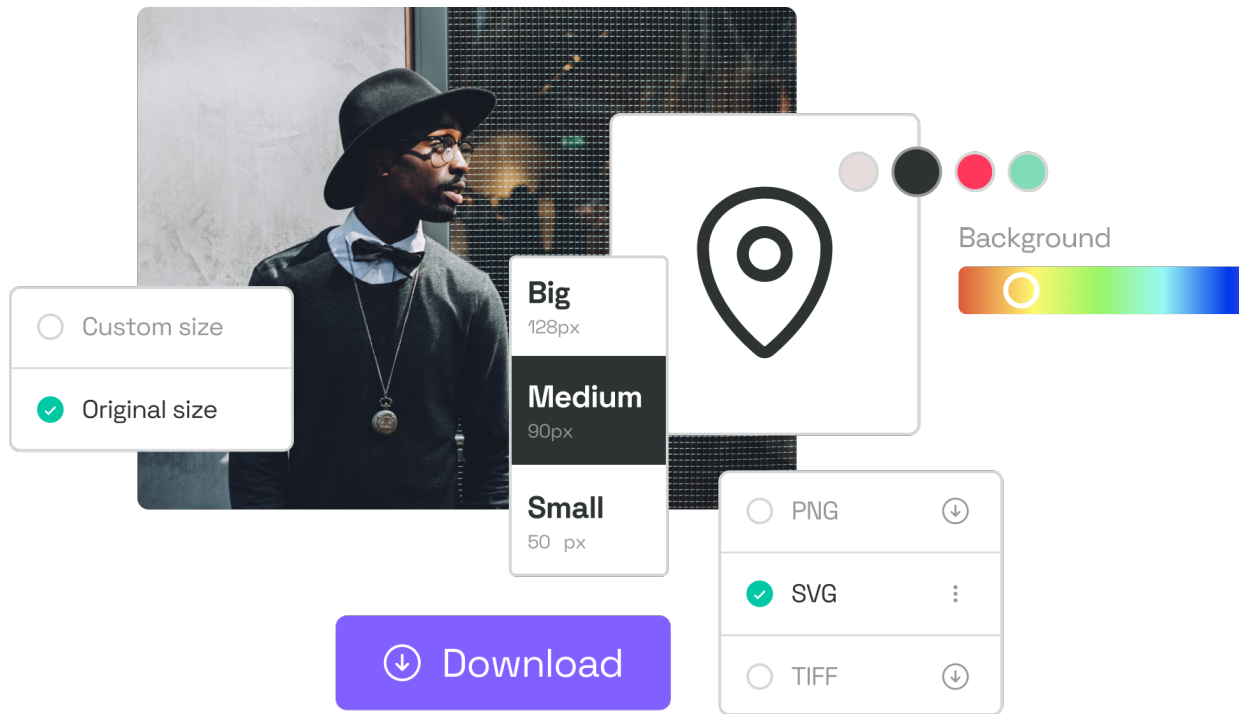 Background
Custom size
Original size
Big
128px
Medium
90px
Small
50 px
PNG
SVG
TIFF
Download